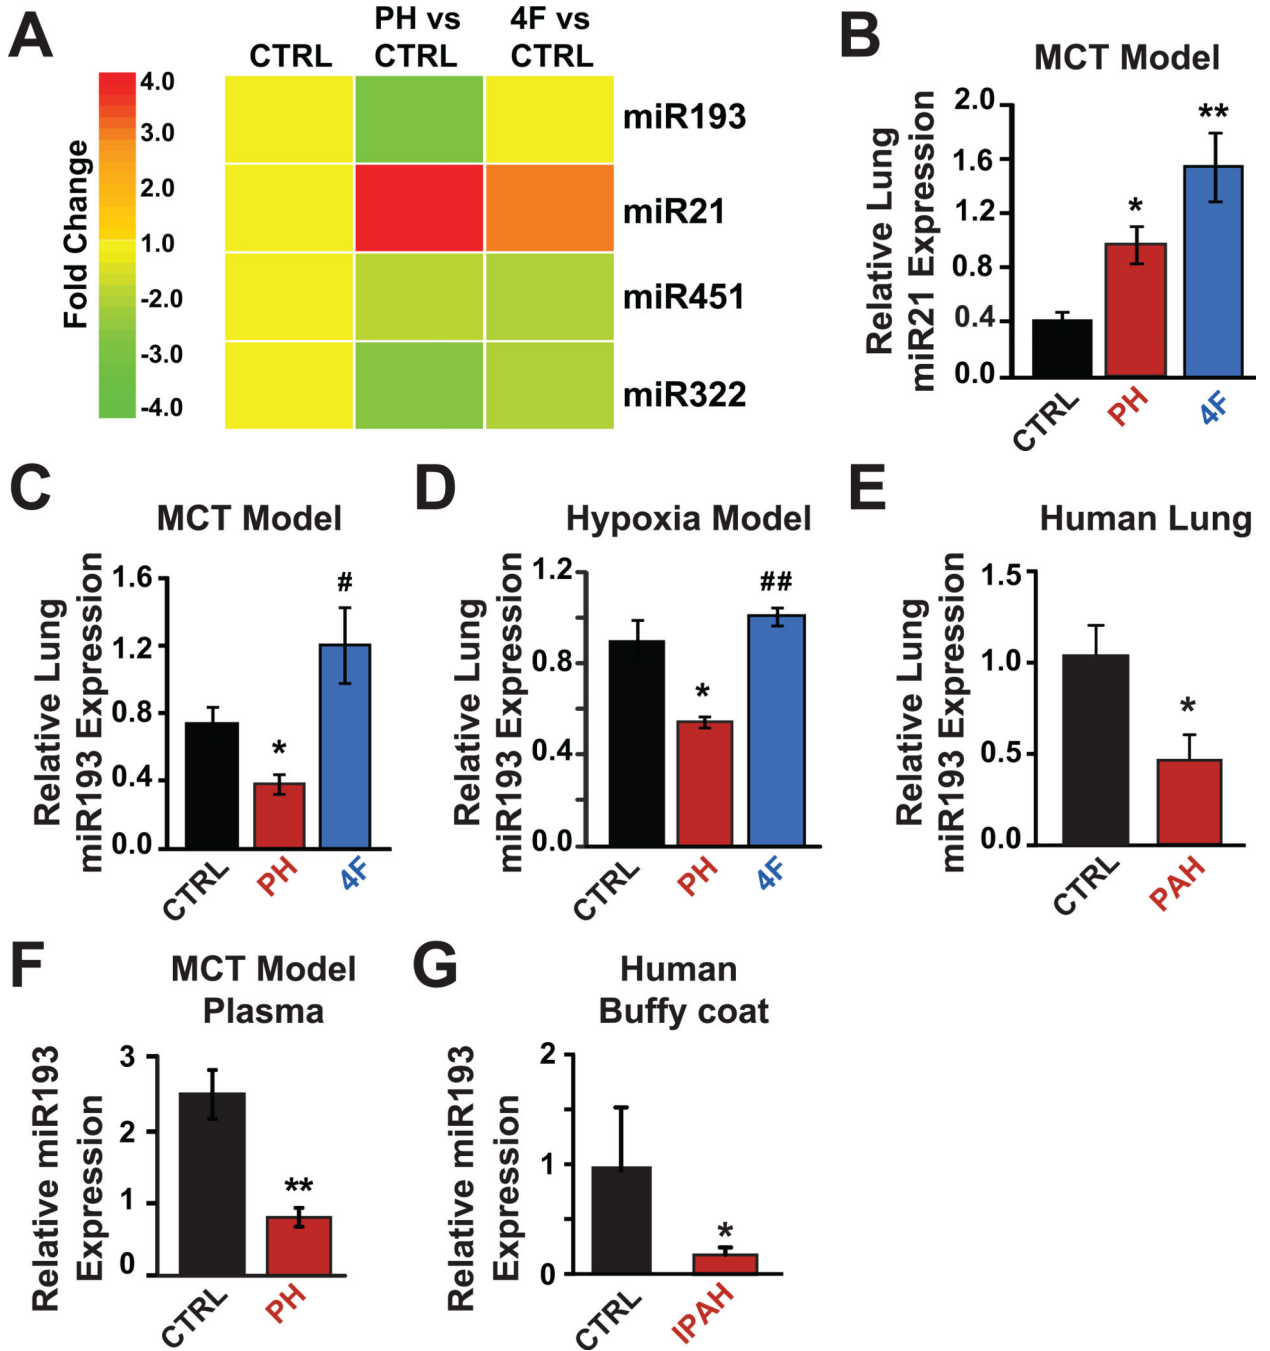 A
PH vs
4F vs
CTRL
CTRL
CTRL
Fold Change
4.0
3.0
2.0
1.0
-2.0
-3.0
-4.0
miR193
miR21
miR451
miR322
B
MCT Model
Relative Lung
miR21 Expression
2.0
1.6
1.2
0.8
0.4
0.0
*
**
CTRL
PH
4F
C
MCT Model
Relative Lung
miR193 Expression
1.6
1.2
0.8
0.4
0.0
*
#
CTRL
PH
4F
D
Hypoxia Model
Relative Lung
miR193 Expression
1.2
0.8
0.4
0.0
*
##
CTRL
PH
4F
E
Human Lung
Relative Lung
miR193 Expression
1.5
1.0
0.5
0.0
*
CTRL
PAH
F
MCT Model
Plasma
Relative miR193
Expression
3
2
1
0
**
CTRL
PH
G
Human
Buffy coat
Relative miR193
Expression
2
1
0
*
CTRL
IPAH